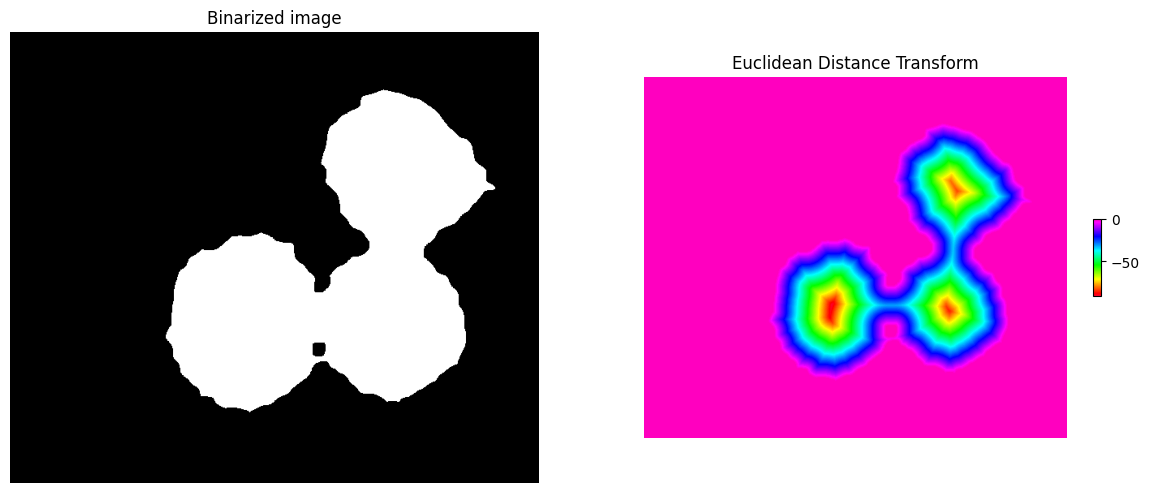 Binarized image
Euclidean Distance Transform
0
−50